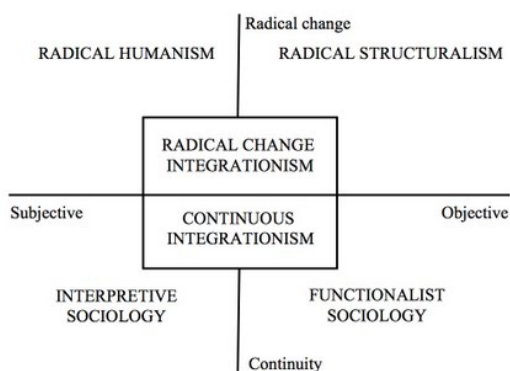 Radical change
RADICAL HUMANISM
RADICAL STRUCTURALISM
RADICAL CHANGE
INTEGRATIONISM
Subjective
Objective
CONTINUOUS
INTEGRATIONISM
INTERPRETIVE
SOCIOLOGY
FUNCTIONALIST
SOCIOLOGY
Continuity